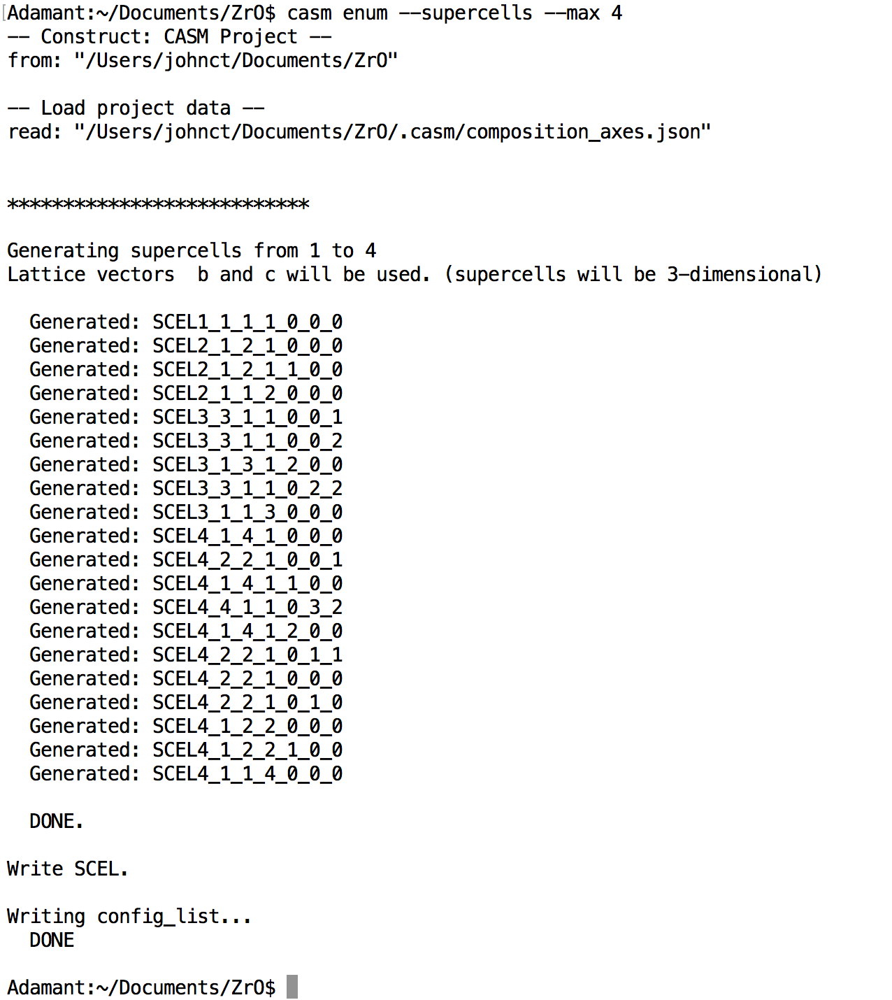 Adamant:~/Documents/ZrO$ casm enum --supercells --max 4
-- Construct: CASM Project --
from: "/Users/johnct/Documents/ZrO"
-- Load project data --
read: "/Users/johnct/Documents/ZrO/.casm/composition_axes.json"
***************************
Generating supercells from 1 to 4
Lattice vectors  b and c will be used. (supercells will be 3-dimensional)
  Generated: SCEL1_1_1_1_0_0_0
  Generated: SCEL2_1_2_1_0_0_0
  Generated: SCEL2_1_2_1_1_0_0
  Generated: SCEL2_1_1_2_0_0_0
  Generated: SCEL3_3_1_1_0_0_1
  Generated: SCEL3_3_1_1_0_0_2
  Generated: SCEL3_1_3_1_2_0_0
  Generated: SCEL3_3_1_1_0_2_2
  Generated: SCEL3_1_1_3_0_0_0
  Generated: SCEL4_1_4_1_0_0_0
  Generated: SCEL4_2_2_1_0_0_1
  Generated: SCEL4_1_4_1_1_0_0
  Generated: SCEL4_4_1_1_0_3_2
  Generated: SCEL4_1_4_1_2_0_0
  Generated: SCEL4_2_2_1_0_1_1
  Generated: SCEL4_2_2_1_0_0_0
  Generated: SCEL4_2_2_1_0_1_0
  Generated: SCEL4_1_2_2_0_0_0
  Generated: SCEL4_1_2_2_1_0_0
  Generated: SCEL4_1_1_4_0_0_0
  DONE.
Write SCEL.
Writing config_list...
  DONE
Adamant:~/Documents/ZrO$